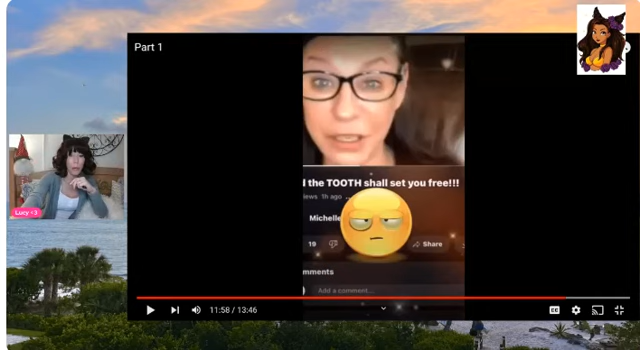 Part 1
l the TOOTH shall set you free!!!
iews 1h ago ...
Michelle
19
Share
mments
Add a comment...
Lucy <3
11:58 / 13:46
CC